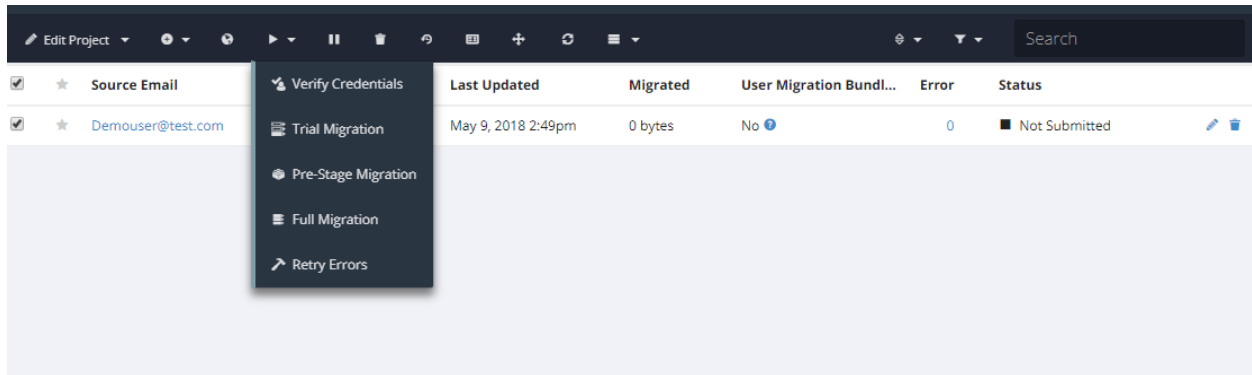 Edit Project
Search
Source Email
Last Updated
Migrated
User Migration Bundl...
Error
Status
Demouser@test.com
May 9, 2018 2:49pm
0 bytes
No
0
Not Submitted
Verify Credentials
Trial Migration
Pre-Stage Migration
Full Migration
Retry Errors